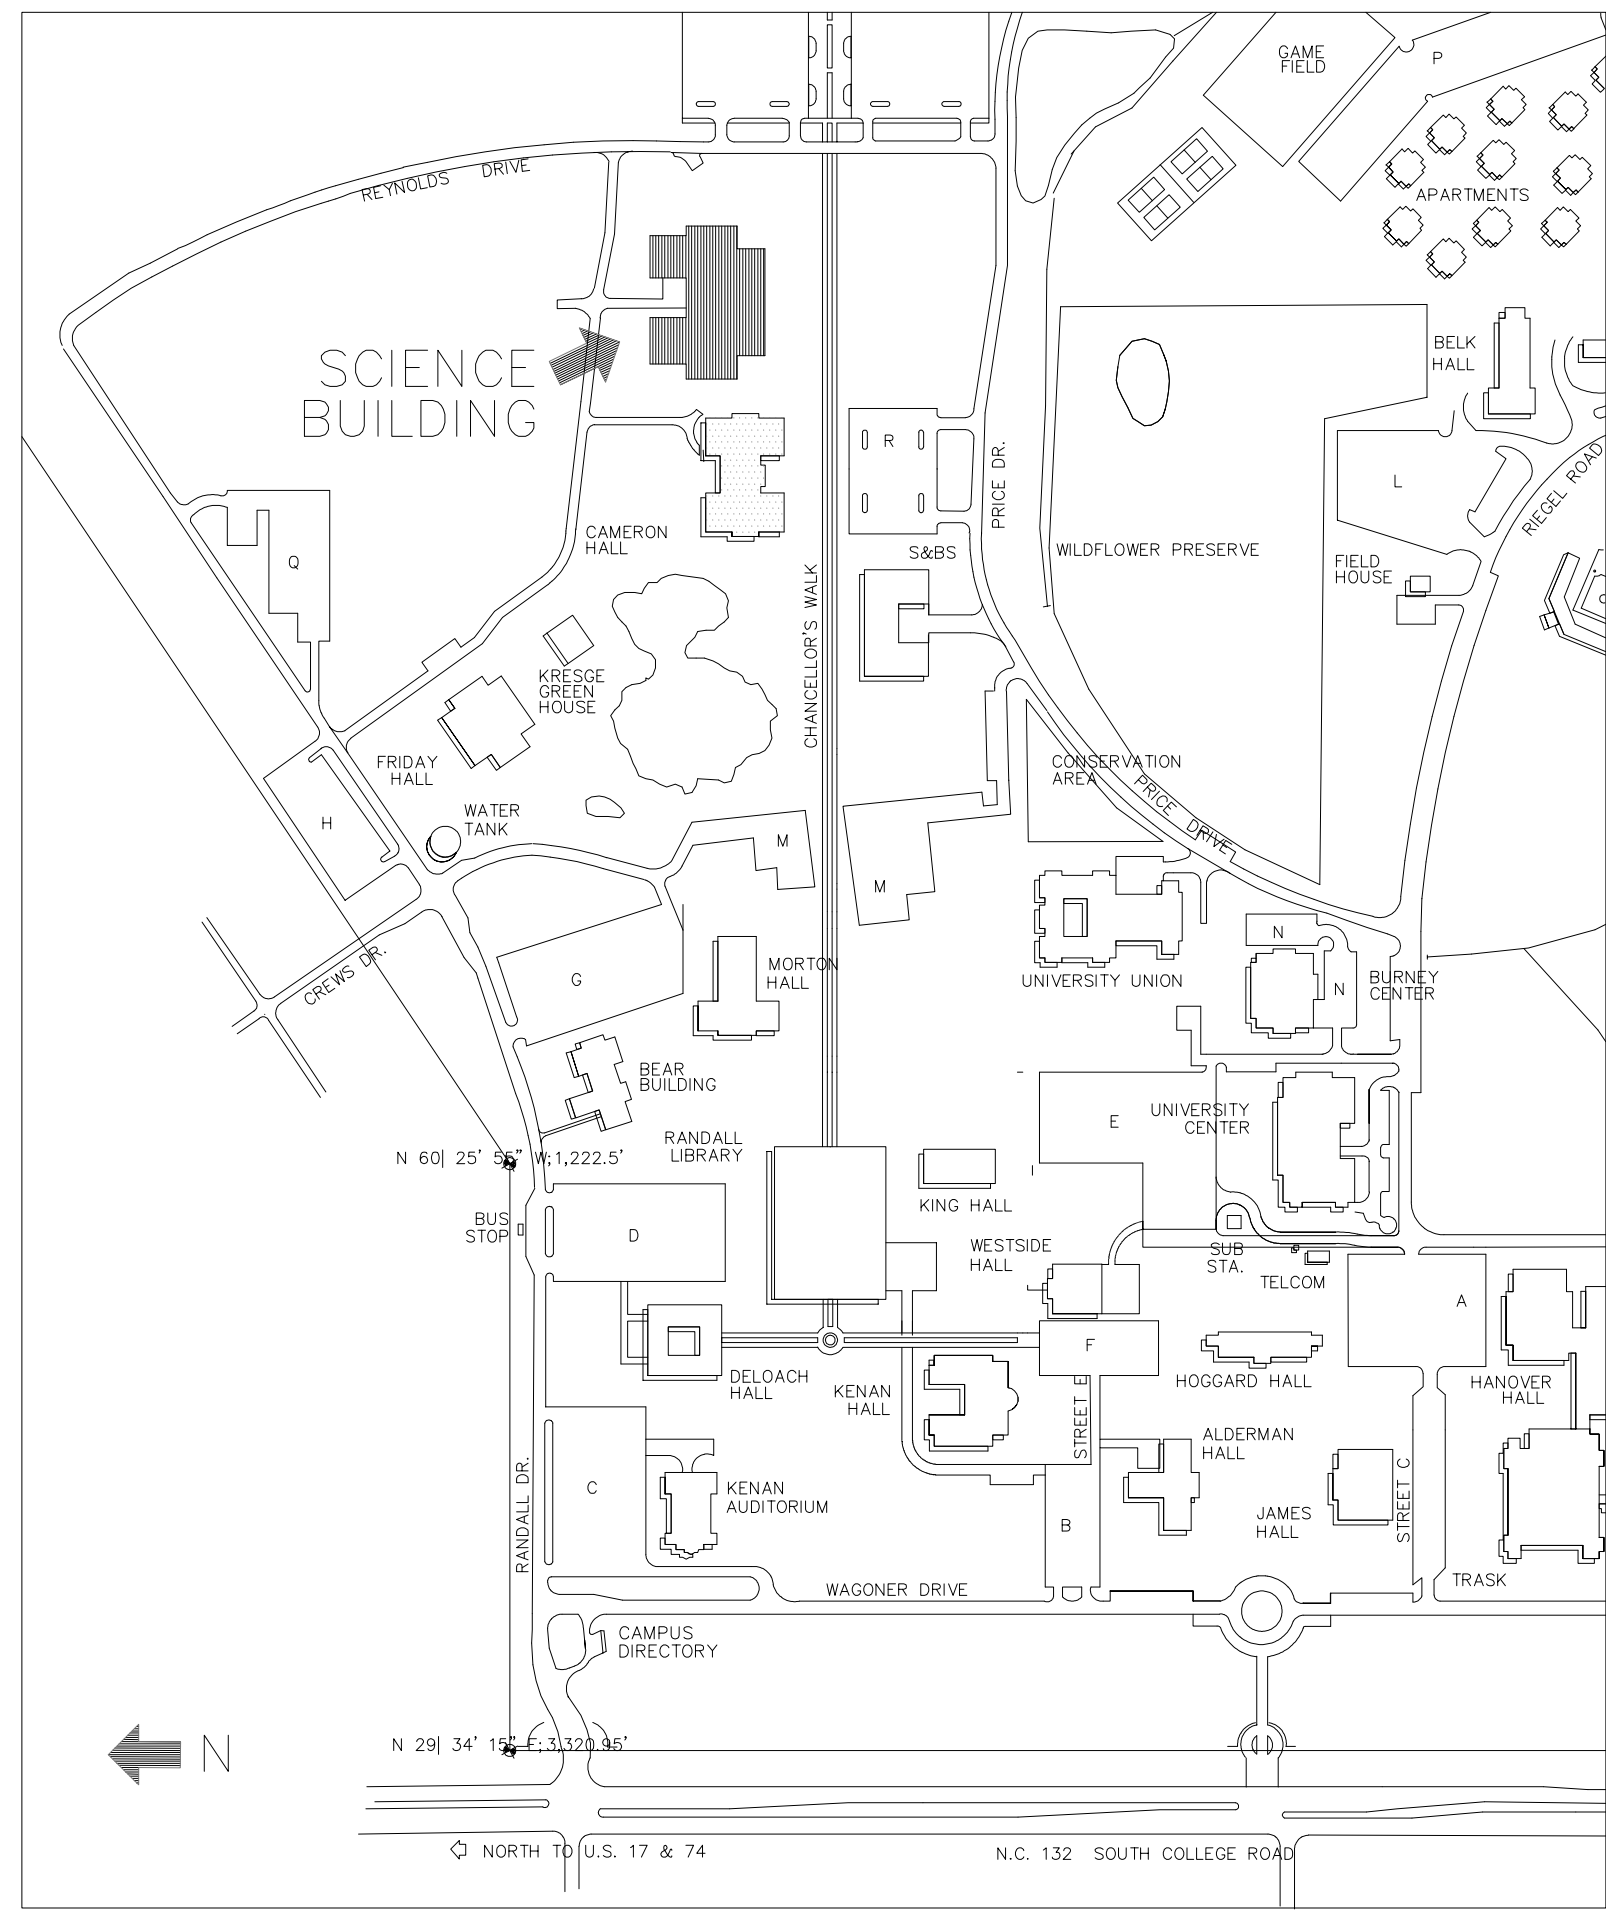 GAME
FIELD
P
REYNOLDS DRIVE
APARTMENTS
SCIENCE
BUILDING
BELK
HALL
R
PRICE DR.
L
RIEGEL ROAD
CAMERON
HALL
S&BS
WILDFLOWER PRESERVE
FIELD
HOUSE
Q
CHANCELLOR'S WALK
KRESGE
GREEN
HOUSE
FRIDAY
HALL
CONSERVATION
AREA
PRICE DRIVE
WATER
TANK
H
M
M
N
MORTON
HALL
G
UNIVERSITY UNION
N
BURNEY
CENTER
CREWS DR.
BEAR
BUILDING
UNIVERSITY
CENTER
E
RANDALL
LIBRARY
N 60| 25' 55" W;1,222.5'
KING HALL
BUS
STOP
D
WESTSIDE
HALL
SUB
STA.
TELCOM
A
F
DELOACH
HALL
KENAN
HALL
HOGGARD HALL
HANOVER
HALL
STREET E
ALDERMAN
HALL
RANDALL DR.
C
KENAN
AUDITORIUM
B
JAMES
HALL
STREET C
WAGONER DRIVE
TRASK
CAMPUS
DIRECTORY
N
N 29| 34' 15" E;3,320.95'
NORTH TO U.S. 17 & 74
N.C. 132 SOUTH COLLEGE ROAD